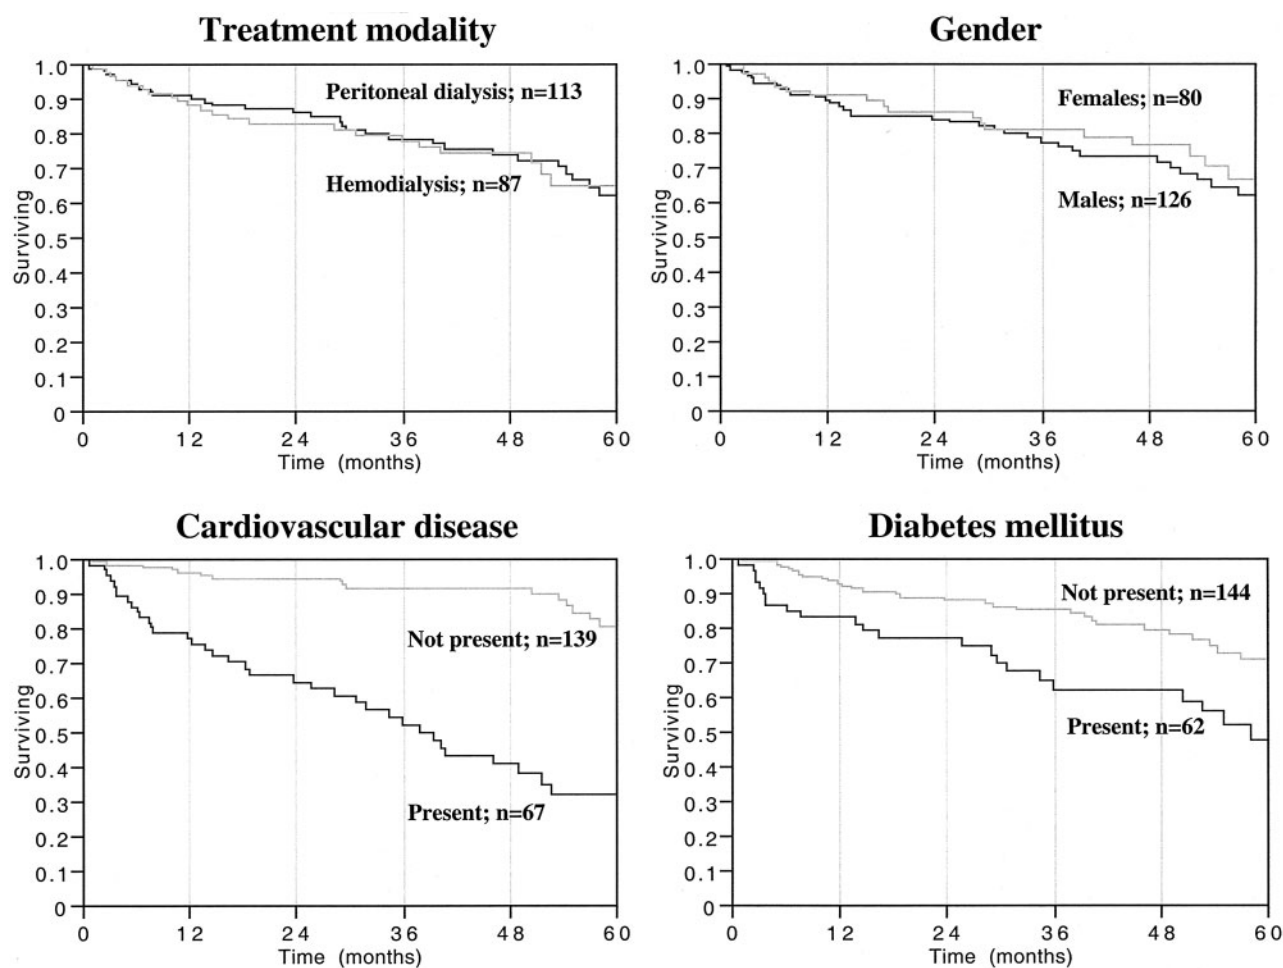 Treatment modality
1.0
0.9
0.8
0.7
0.6
0.5
0.4
0.3
0.2
0.1
0
Surviving
Peritoneal dialysis; n=113
Hemodialysis; n=87
0 12 24 36 48 60
Time (months)
Gender
1.0
0.9
0.8
0.7
0.6
0.5
0.4
0.3
0.2
0.1
0
Surviving
Females; n=80
Males; n=126
0 12 24 36 48 60
Time (months)
Cardiovascular disease
1.0
0.9
0.8
0.7
0.6
0.5
0.4
0.3
0.2
0.1
0
Surviving
Not present; n=139
Present; n=67
0 12 24 36 48 60
Time (months)
Diabetes mellitus
1.0
0.9
0.8
0.7
0.6
0.5
0.4
0.3
0.2
0.1
0
Surviving
Not present; n=144
Present; n=62
0 12 24 36 48 60
Time (months)